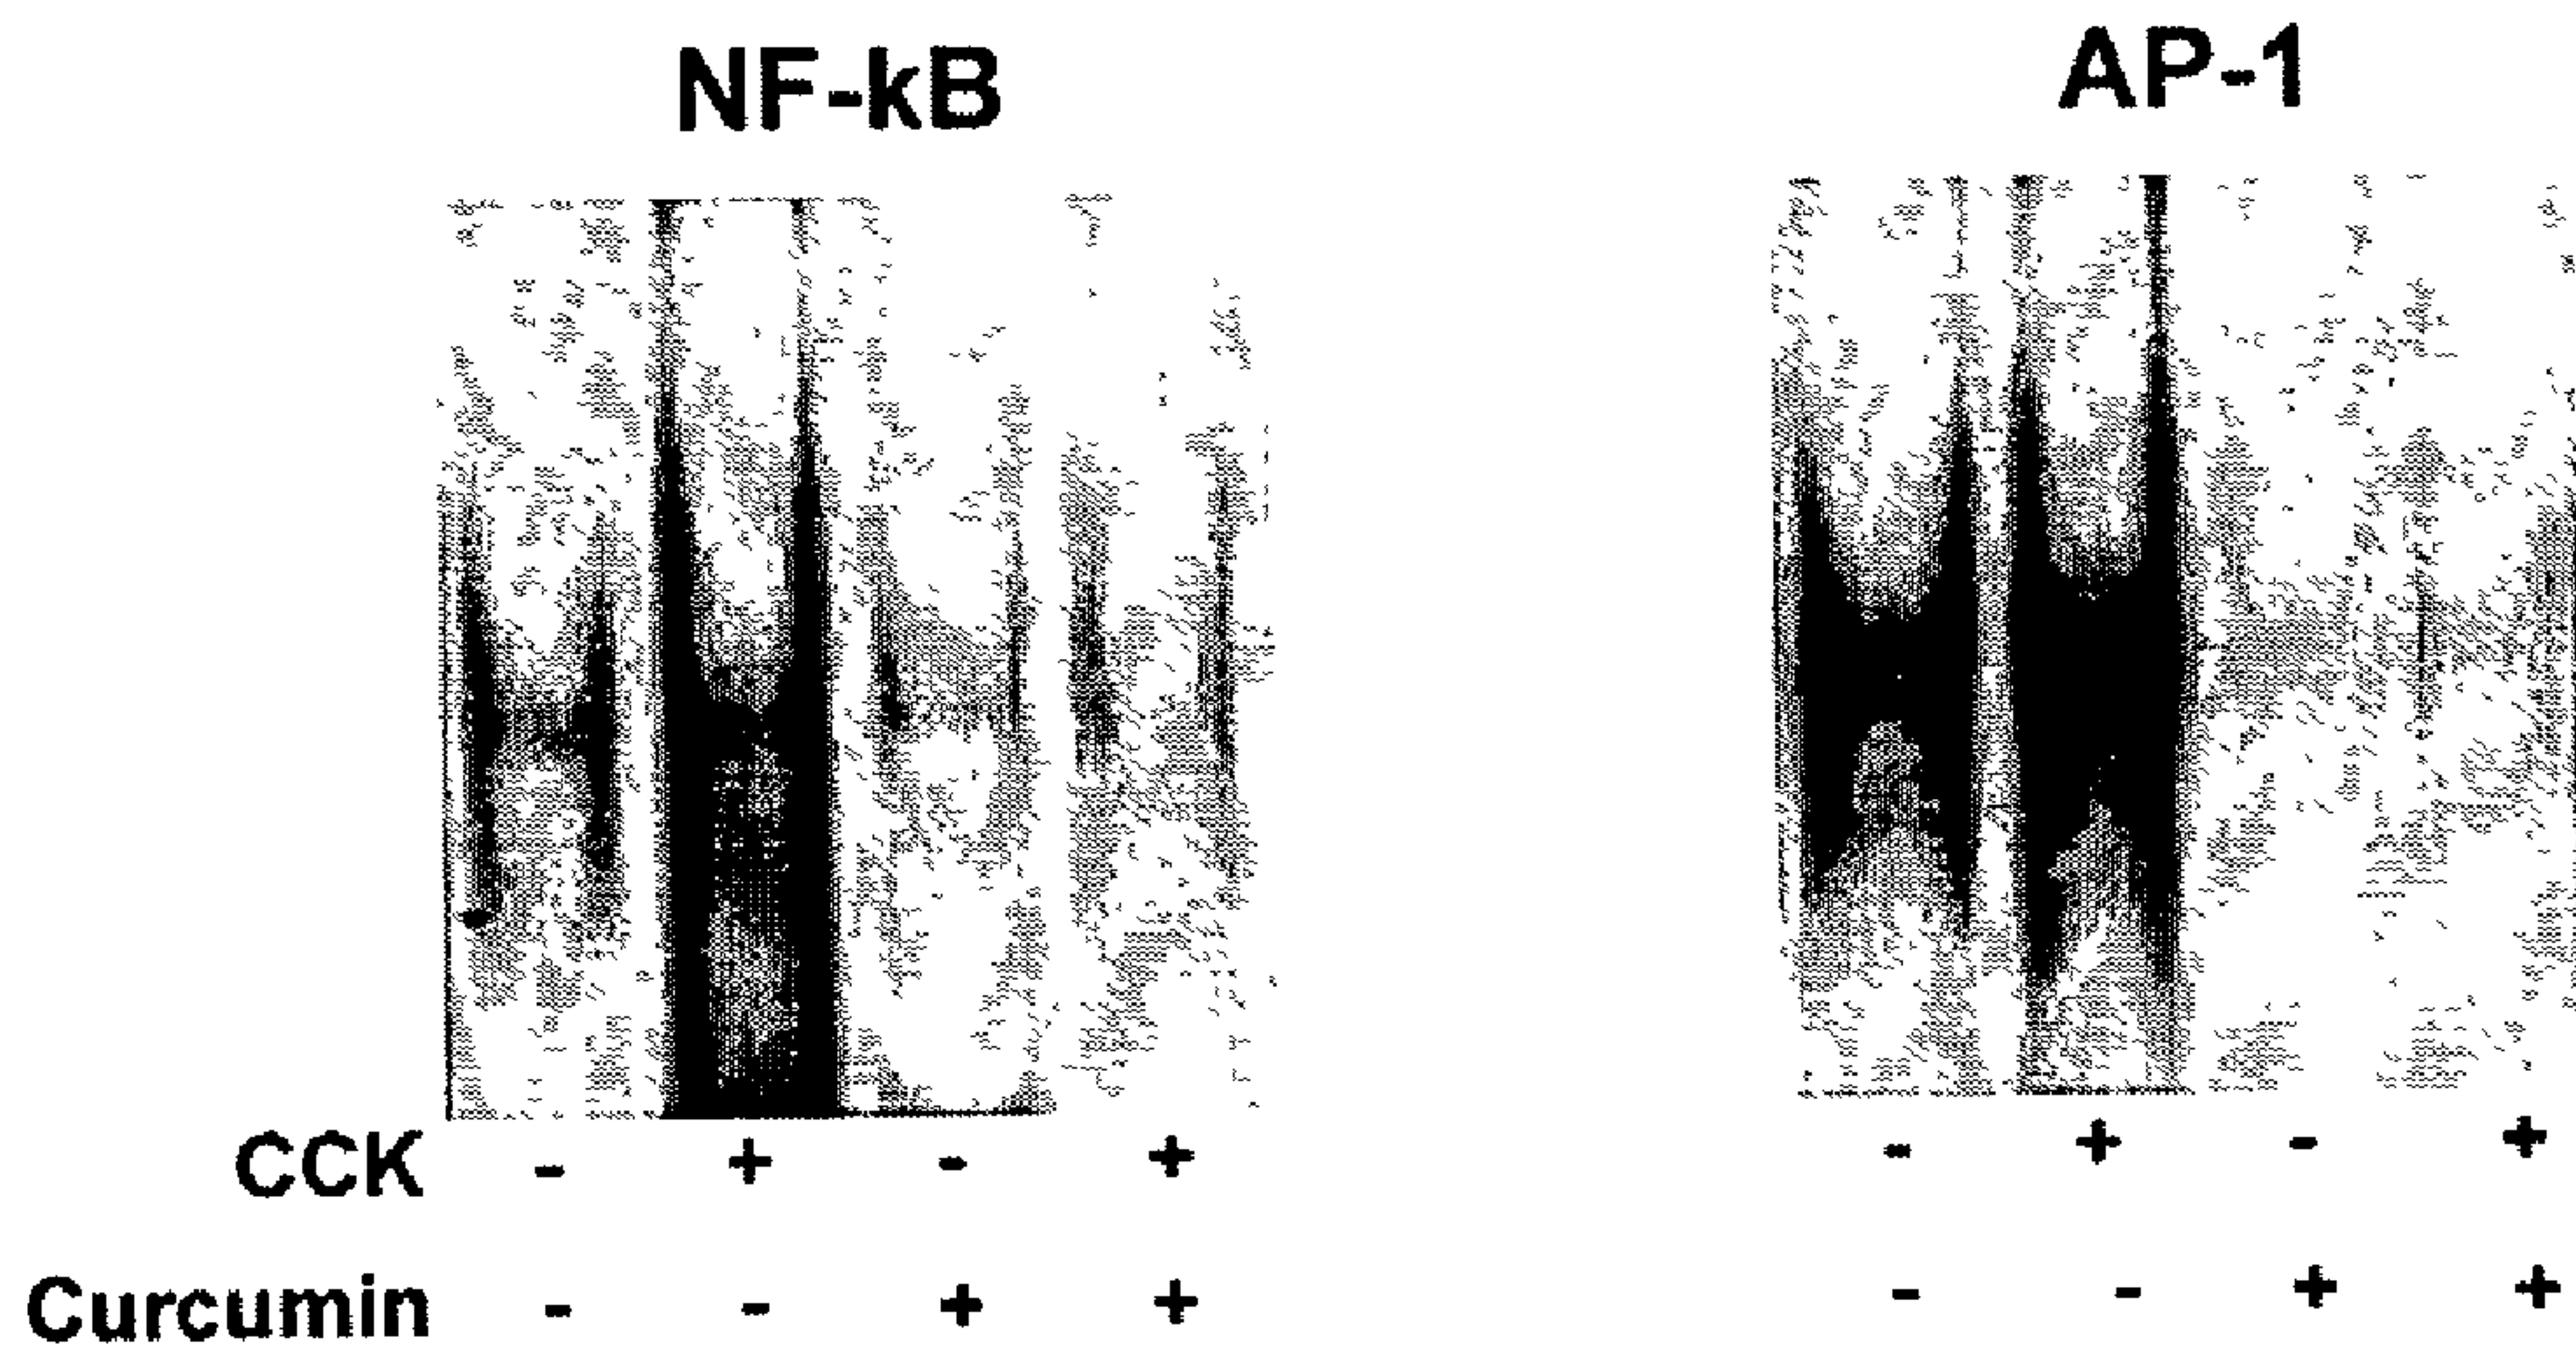 NF-kB AP-1
CCK - + - + - + - +
Curcumin - - + + - - + +